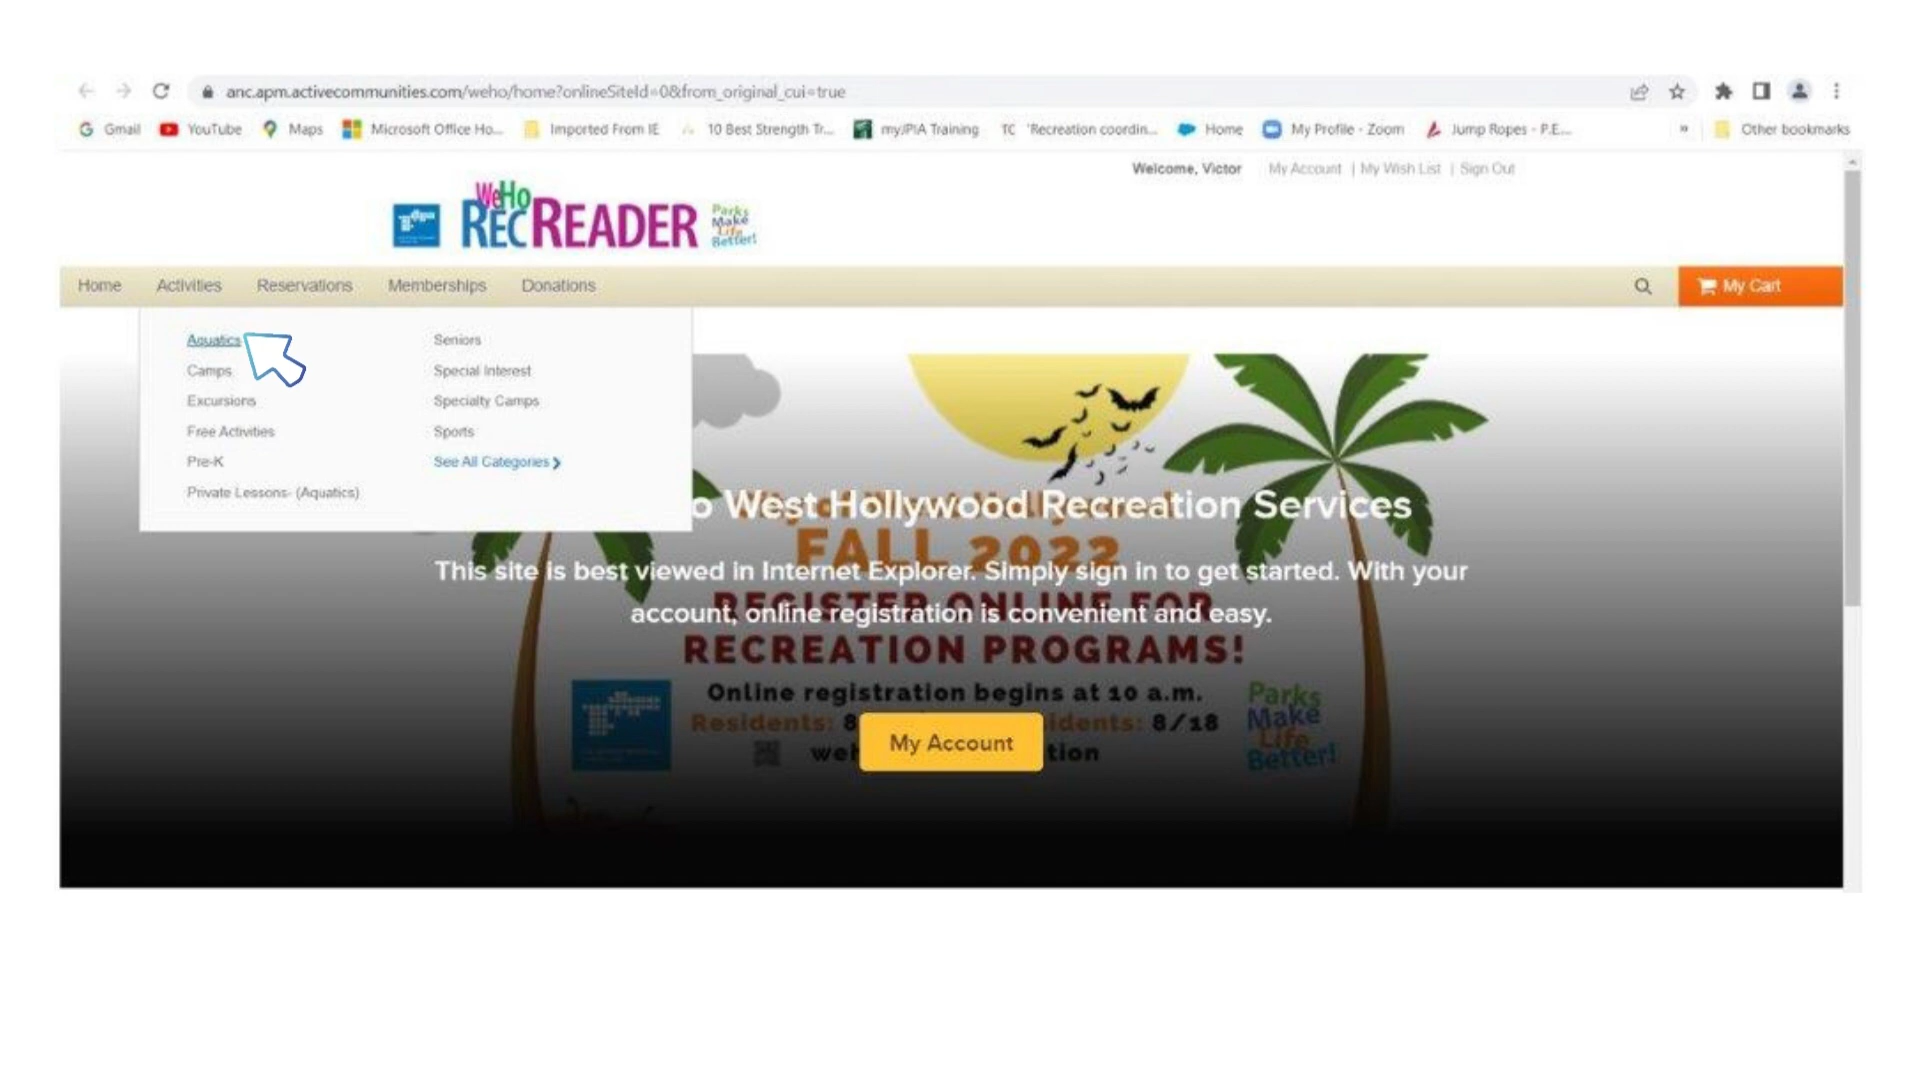 anc.apm.activecommunities.com/weho/home?onlineSiteId=0&from_original_cui=true
Gmail YouTube Maps Microsoft Office Ho... Imported From IE 10 Best Strength Tr... myJPIA Training TC 'Recreation coordin... Home My Profile - Zoom Jump Ropes - P.E.... » Other bookmarks
Welcome, Victor My Account | My Wish List | Sign Out
WeHo
RECREADER
Parks
Make
Life
Better!
Home Activities Reservations Memberships Donations My Cart
Aquatics Seniors
Camps Special Interest
Excursions Specialty Camps
Free Activities Sports
Pre-K See All Categories
Private Lessons- (Aquatics)
o West Hollywood Recreation Services
FALL 2022
This site is best viewed in Internet Explorer. Simply sign in to get started. With your
REGISTER ONLINE FOR
account, online registration is convenient and easy.
RECREATION PROGRAMS!
Online registration begins at 10 a.m.
Residents: 8 idents: 8/18
weh tion
My Account
Parks
Make
Life
Better!